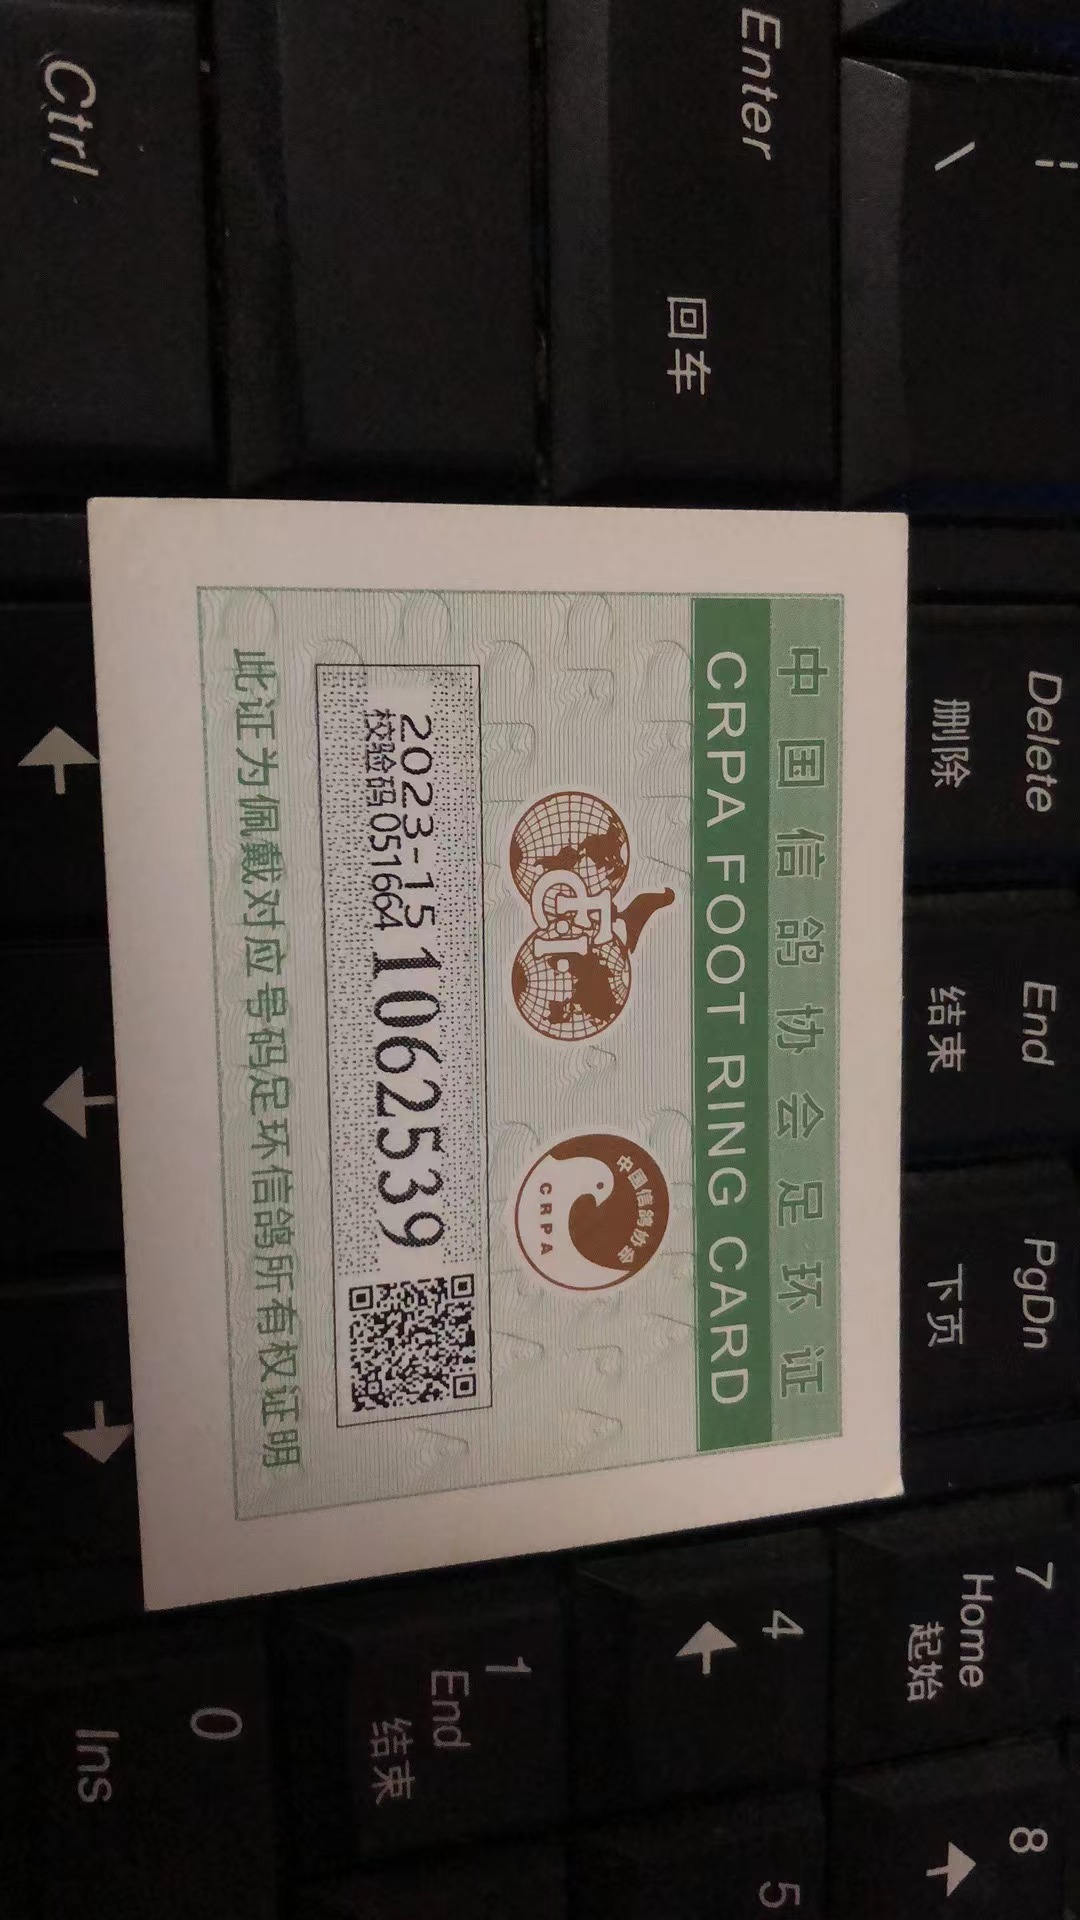 中国信鸽协会足环证
CRPA FOOT RING CARD
FCI
中国信鸽协会
CRPA
2023-15 1062539
校验码051664
此证为佩戴对应号码足环信鸽所有权证明
Delete
删除
End
结束
PgDn
下页
7
Home
起始
8
\
¦
Enter
回车
4
5
1
End
结束
Ctrl
0
Ins